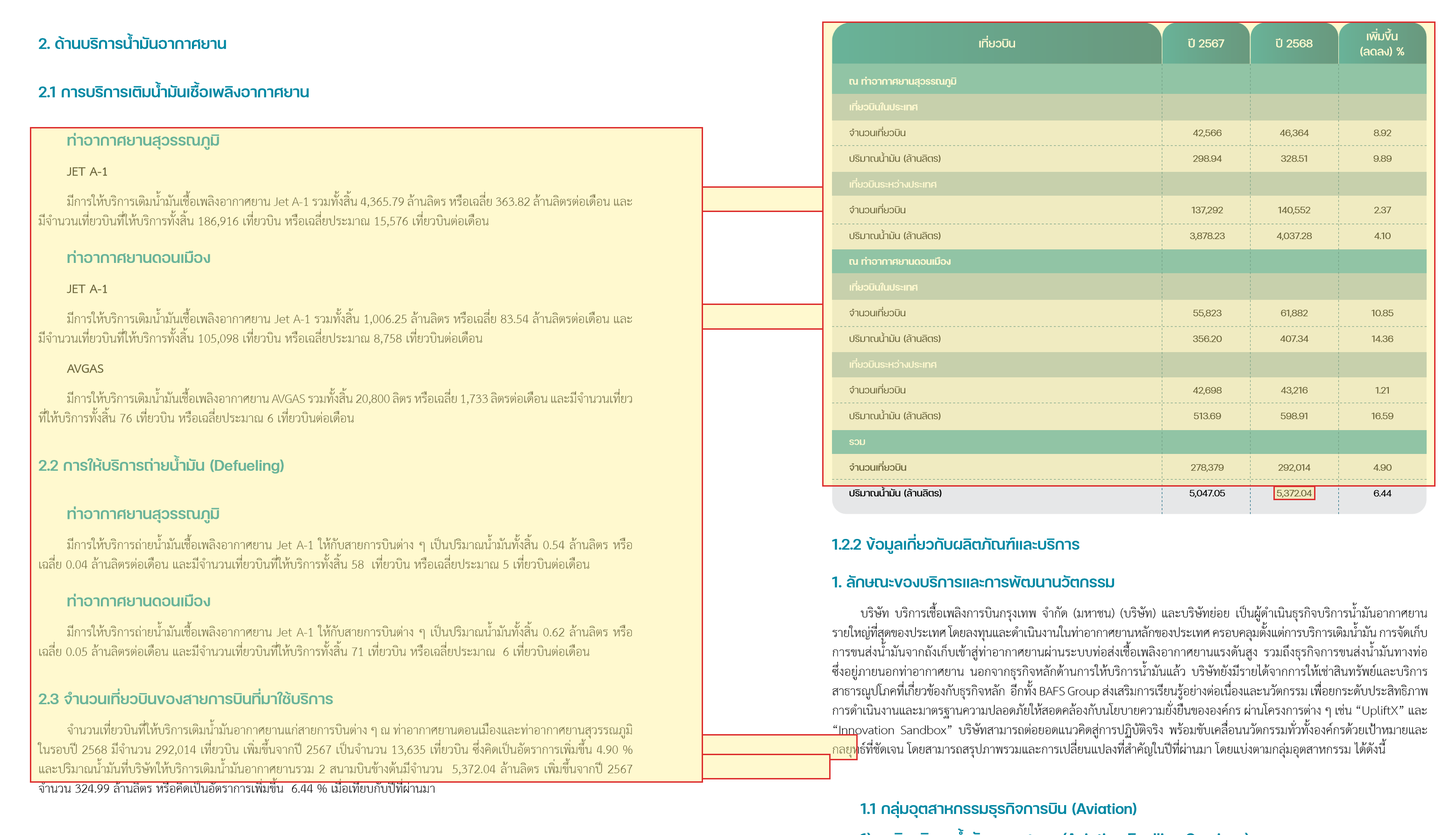 2. ด้านบริการน้ำมันอากาศยาน
2.1 การบริการเติมน้ำมันเชื้อเพลิงอากาศยาน
ท่าอากาศยานสุวรรณภูมิ
JET A-1
มีการให้บริการเติมน้ำมันเชื้อเพลิงอากาศยาน Jet A-1 รวมทั้งสิ้น 4,365.79 ล้านลิตร หรือเฉลี่ย 363.82 ล้านลิตรต่อเดือน และ
มีจำนวนเที่ยวบินที่ให้บริการทั้งสิ้น 186,916 เที่ยวบิน หรือเฉลี่ยประมาณ 15,576 เที่ยวบินต่อเดือน
ท่าอากาศยานดอนเมือง
JET A-1
มีการให้บริการเติมน้ำมันเชื้อเพลิงอากาศยาน Jet A-1 รวมทั้งสิ้น 1,006.25 ล้านลิตร หรือเฉลี่ย 83.54 ล้านลิตรต่อเดือน และ
มีจำนวนเที่ยวบินที่ให้บริการทั้งสิ้น 105,098 เที่ยวบิน หรือเฉลี่ยประมาณ 8,758 เที่ยวบินต่อเดือน
AVGAS
มีการให้บริการเติมน้ำมันเชื้อเพลิงอากาศยาน AVGAS รวมทั้งสิ้น 20,800 ลิตร หรือเฉลี่ย 1,733 ลิตรต่อเดือน และมีจำนวนเที่ยว
ที่ให้บริการทั้งสิ้น 76 เที่ยวบิน หรือเฉลี่ยประมาณ 6 เที่ยวบินต่อเดือน
2.2 การให้บริการถ่ายน้ำมัน (Defueling)
ท่าอากาศยานสุวรรณภูมิ
มีการให้บริการถ่ายน้ำมันเชื้อเพลิงอากาศยาน Jet A-1 ให้กับสายการบินต่าง ๆ เป็นปริมาณน้ำมันทั้งสิ้น 0.54 ล้านลิตร หรือ
เฉลี่ย 0.04 ล้านลิตรต่อเดือน และมีจำนวนเที่ยวบินที่ให้บริการทั้งสิ้น 58 เที่ยวบิน หรือเฉลี่ยประมาณ 5 เที่ยวบินต่อเดือน
ท่าอากาศยานดอนเมือง
มีการให้บริการถ่ายน้ำมันเชื้อเพลิงอากาศยาน Jet A-1 ให้กับสายการบินต่าง ๆ เป็นปริมาณน้ำมันทั้งสิ้น 0.62 ล้านลิตร หรือ
เฉลี่ย 0.05 ล้านลิตรต่อเดือน และมีจำนวนเที่ยวบินที่ให้บริการทั้งสิ้น 71 เที่ยวบิน หรือเฉลี่ยประมาณ 6 เที่ยวบินต่อเดือน
2.3 จำนวนเที่ยวบินของสายการบินที่มาใช้บริการ
จำนวนเที่ยวบินที่ให้บริการเติมน้ำมันอากาศยานแก่สายการบินต่าง ๆ ณ ท่าอากาศยานดอนเมืองและท่าอากาศยานสุวรรณภูมิ
ในรอบปี 2568 มีจำนวน 292,014 เที่ยวบิน เพิ่มขึ้นจากปี 2567 เป็นจำนวน 13,635 เที่ยวบิน ซึ่งคิดเป็นอัตราการเพิ่มขึ้น 4.90 %
และปริมาณน้ำมันที่บริษัทให้บริการเติมน้ำมันอากาศยานรวม 2 สนามบินข้างต้นมีจำนวน 5,372.04 ล้านลิตร เพิ่มขึ้นจากปี 2567
จำนวน 324.99 ล้านลิตร หรือคิดเป็นอัตราการเพิ่มขึ้น 6.44 % เมื่อเทียบกับปีที่ผ่านมา
เที่ยวบิน ปี 2567 ปี 2568 เพิ่มขึ้น (ลดลง) %
ณ ท่าอากาศยานสุวรรณภูมิ
เที่ยวบินในประเทศ
จำนวนเที่ยวบิน 42,566 46,364 8.92
ปริมาณน้ำมัน (ล้านลิตร) 298.94 328.51 9.89
เที่ยวบินระหว่างประเทศ
จำนวนเที่ยวบิน 137,292 140,552 2.37
ปริมาณน้ำมัน (ล้านลิตร) 3,878.23 4,037.28 4.10
ณ ท่าอากาศยานดอนเมือง
เที่ยวบินในประเทศ
จำนวนเที่ยวบิน 55,823 61,882 10.85
ปริมาณน้ำมัน (ล้านลิตร) 356.20 407.34 14.36
เที่ยวบินระหว่างประเทศ
จำนวนเที่ยวบิน 42,698 43,216 1.21
ปริมาณน้ำมัน (ล้านลิตร) 513.69 598.91 16.59
รวม
จำนวนเที่ยวบิน 278,379 292,014 4.90
ปริมาณน้ำมัน (ล้านลิตร) 5,047.05 5,372.04 6.44
1.2.2 ข้อมูลเกี่ยวกับผลิตภัณฑ์และบริการ
1. ลักษณะของบริการและการพัฒนานวัตกรรม
บริษัท บริการเชื้อเพลิงการบินกรุงเทพ จำกัด (มหาชน) (บริษัท) และบริษัทย่อย เป็นผู้ดำเนินธุรกิจบริการน้ำมันอากาศยาน
รายใหญ่ที่สุดของประเทศ โดยลงทุนและดำเนินงานในท่าอากาศยานหลักของประเทศ ครอบคลุมตั้งแต่การบริการเติมน้ำมัน การจัดเก็บ
การขนส่งน้ำมันจากถังเก็บเข้าสู่ท่าอากาศยานผ่านระบบท่อส่งเชื้อเพลิงอากาศยานแรงดันสูง รวมถึงธุรกิจการขนส่งน้ำมันทางท่อ
ซึ่งอยู่ภายนอกท่าอากาศยาน นอกจากธุรกิจหลักด้านการให้บริการน้ำมันแล้ว บริษัทยังมีรายได้จากการให้เช่าสินทรัพย์และบริการ
สาธารณูปโภคที่เกี่ยวข้องกับธุรกิจหลัก อีกทั้ง BAFS Group ส่งเสริมการเรียนรู้อย่างต่อเนื่องและนวัตกรรม เพื่อยกระดับประสิทธิภาพ
การดำเนินงานและมาตรฐานความปลอดภัยให้สอดคล้องกับนโยบายความยั่งยืนขององค์กร ผ่านโครงการต่าง ๆ เช่น “UpliftX” และ
“Innovation Sandbox” บริษัทสามารถต่อยอดแนวคิดสู่การปฏิบัติจริง พร้อมขับเคลื่อนนวัตกรรมทั่วทั้งองค์กรด้วยเป้าหมายและ
กลยุทธ์ที่ชัดเจน โดยสามารถสรุปภาพรวมและการเปลี่ยนแปลงที่สำคัญในปีที่ผ่านมา โดยแบ่งตามกลุ่มอุตสาหกรรม ได้ดังนี้
1.1 กลุ่มอุตสาหกรรมธุรกิจการบิน (Aviation)